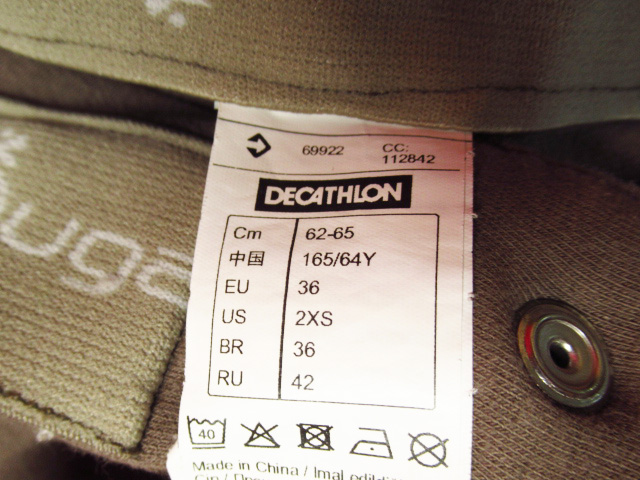 69922 CC: 112842
DECATHLON
Cm 62-65
中国 165/64Y
EU 36
US 2XS
BR 36
RU 42
40
Made in China / Imal